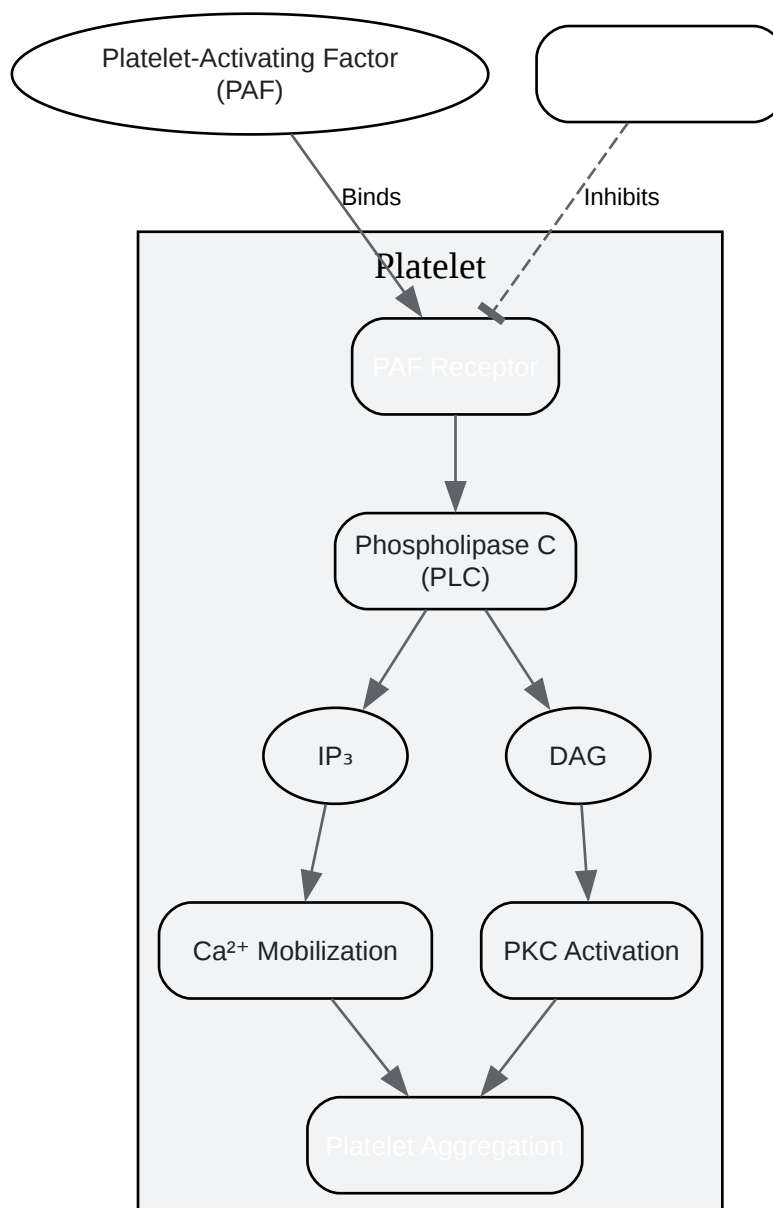 Platelet-Activating Factor
(PAF)
Binds
Inhibits
Platelet
PAF Receptor
Phospholipase C
(PLC)
IP₃
DAG
Ca²⁺ Mobilization
PKC Activation
Platelet Aggregation